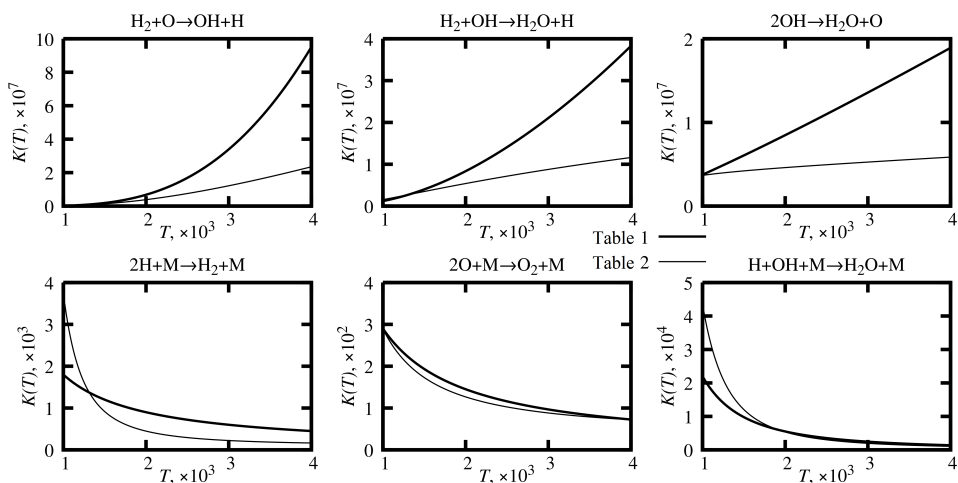 H₂+O→OH+H
H₂+OH→H₂O+H
2OH→H₂O+O
K(T), ×10⁷
10
8
6
4
2
0
1 2 3 4
T, ×10³
K(T), ×10⁷
4
3
2
1
0
1 2 3 4
T, ×10³
K(T), ×10⁷
2
1
0
1 2 3 4
T, ×10³
Table 1
Table 2
2H+M→H₂+M
2O+M→O₂+M
H+OH+M→H₂O+M
K(T), ×10³
4
3
2
1
0
1 2 3 4
T, ×10³
K(T), ×10²
4
3
2
1
0
1 2 3 4
T, ×10³
K(T), ×10⁴
5
4
3
2
1
0
1 2 3 4
T, ×10³